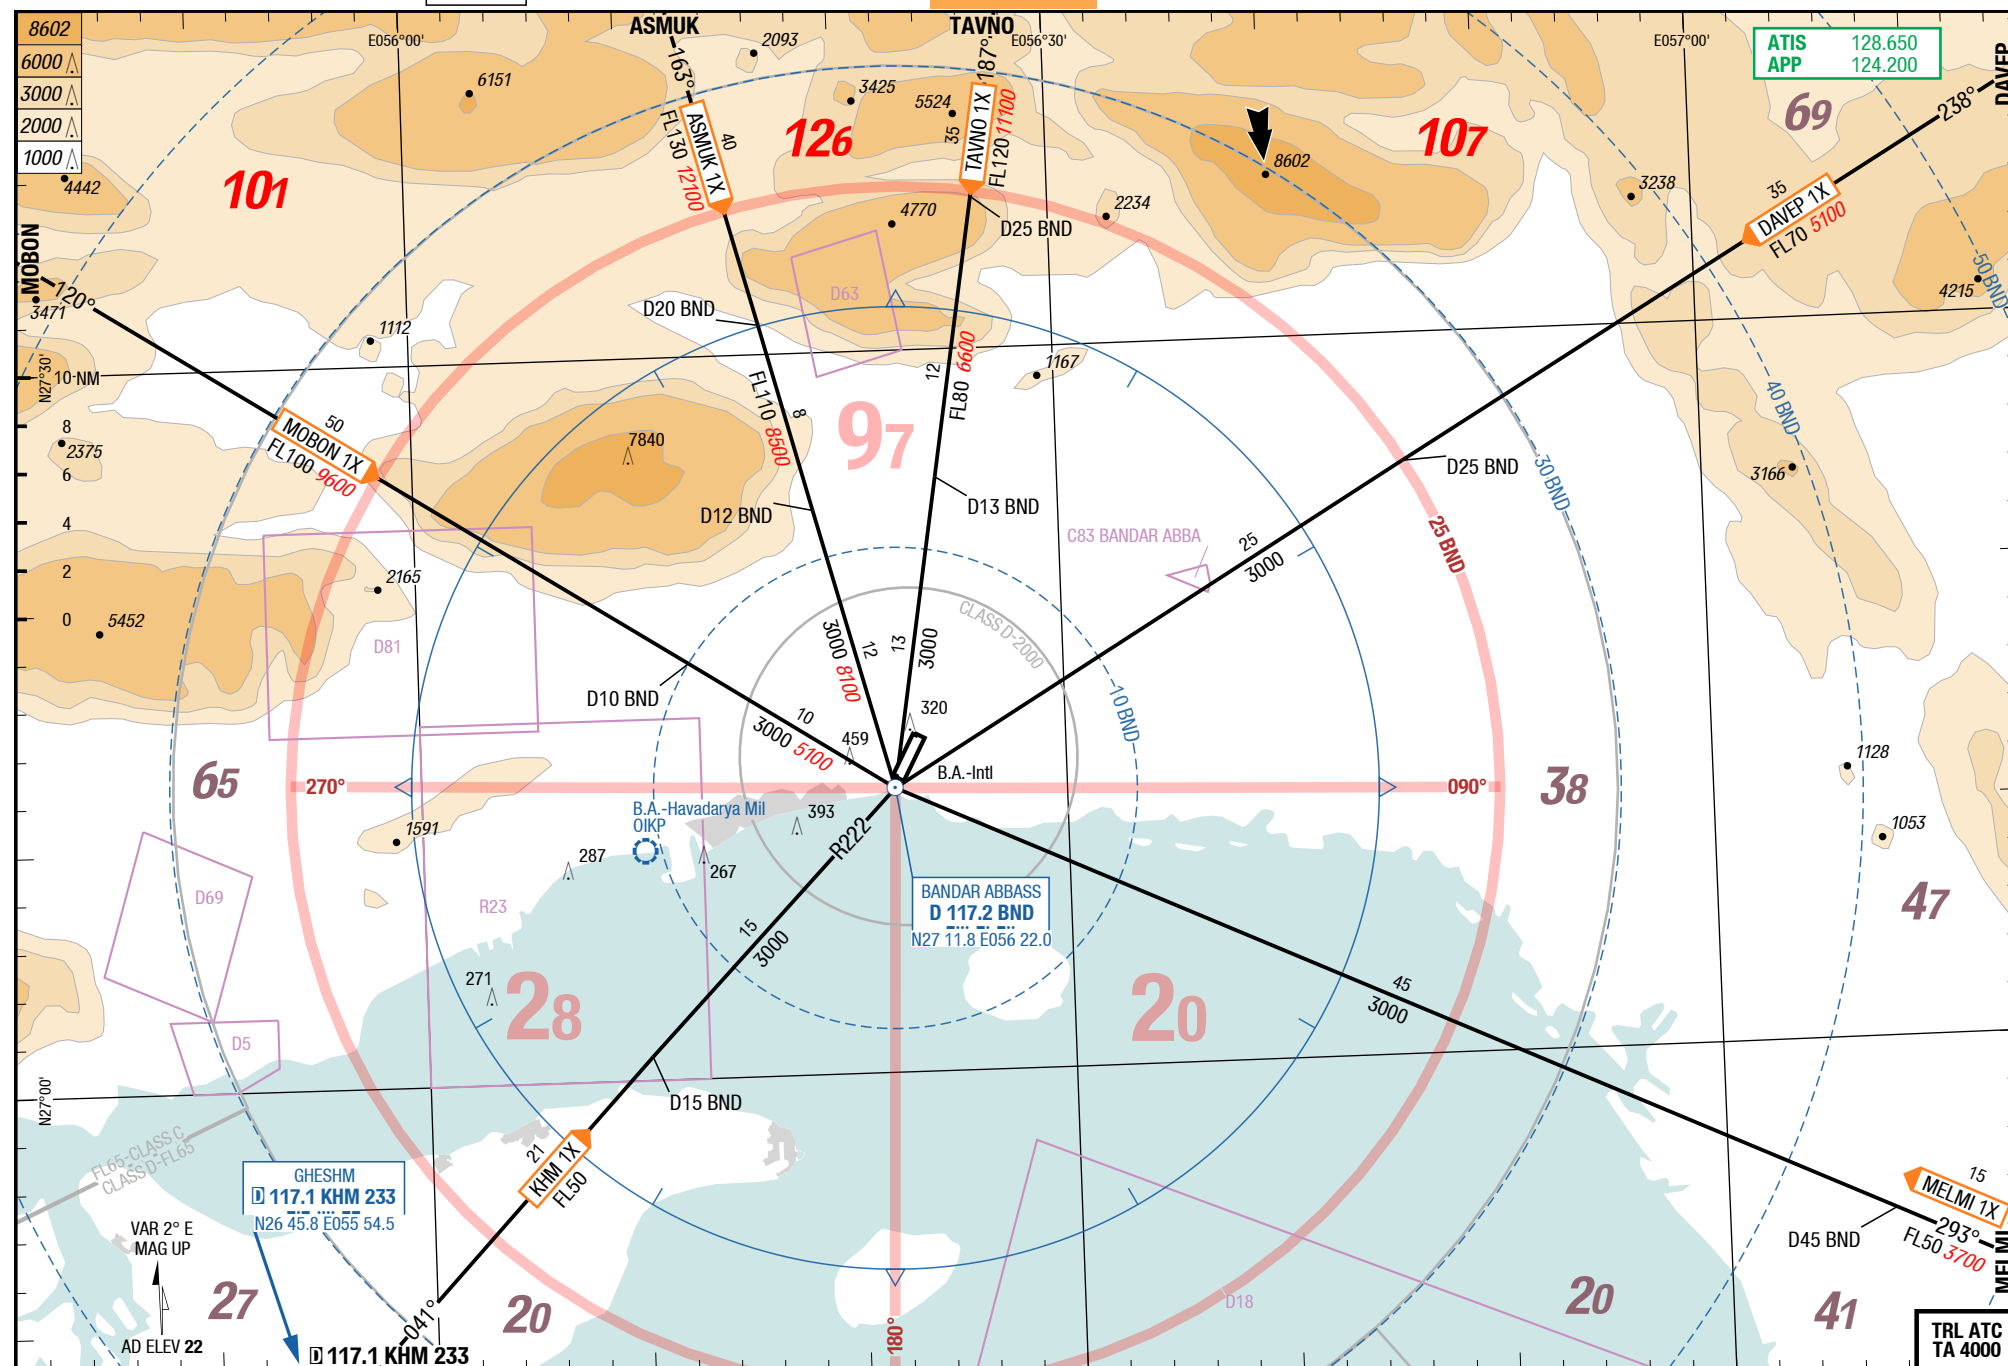 ASMUK
TAVNO
DAVEP
MOBON
MELMI
8602
6000
3000
2000
1000
E056°00'
E056°30'
E057°00'
ATIS 128.650
APP 124.200
2093
6151
3425
5524
8602
3238
4442
4770
2234
4215
3471
1112
1167
2375
7840
3166
2165
5452
320
459
393
1591
287
267
271
1128
1053
101
126
107
69
97
65
38
47
28
20
27
20
20
41
163°
ASMUK 1X
40
FL130 12100
187°
TAVNO 1X
35
FL120 11100
238°
35
DAVEP 1X
FL70 5100
120°
50
MOBON 1X
FL100 9600
D25 BND
D63
D20 BND
FL110 8500
8
12
FL80 6600
D12 BND
D13 BND
D25 BND
50 BND
40 BND
30 BND
25 BND
10 BND
C83 BANDAR ABBA
25
3000
CLASS D-2000
3000 8100
12
13
3000
D10 BND
10
3000 5100
D81
N27°30'
10 NM
8
6
4
2
0
270°
090°
180°
B.A.-Intl
B.A.-Havadarya Mil
OIKP
R222
BANDAR ABBASS
D 117.2 BND
N27 11.8 E056 22.0
D69
R23
D5
15
3000
45
3000
N27°00'
D15 BND
21
KHM 1X
FL50
041°
FL65-CLASS C
CLASS D-FL65
GHESHM
D 117.1 KHM 233
N26 45.8 E055 54.5
VAR 2° E
MAG UP
AD ELEV 22
D 117.1 KHM 233
D18
15
MELMI 1X
293°
FL50 3700
D45 BND
TRL ATC
TA 4000